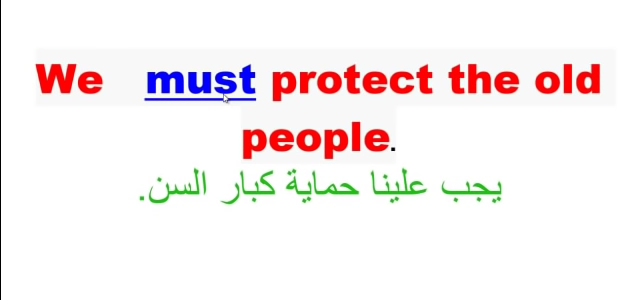 We must protect the old
people.
يجب علينا حماية كبار السن.